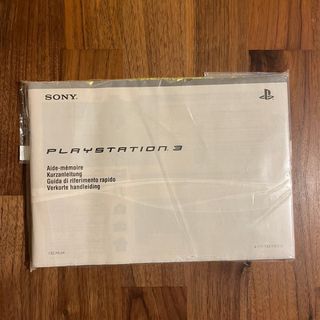 SONY
PLAYSTATION 3
Aide-mémoire
Kurzanleitung
Guida di riferimento rapido
Verkorte handleiding